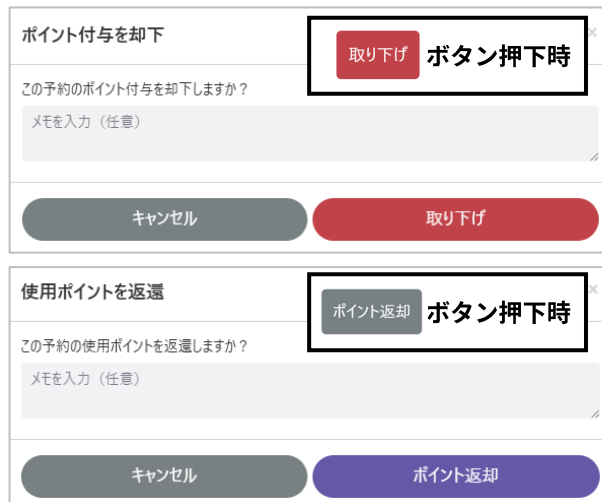 ポイント付与を却下
取り下げ ボタン押下時
×
この予約のポイント付与を却下しますか？
メモを入力（任意）
キャンセル 取り下げ
使用ポイントを返還
ポイント返却 ボタン押下時
×
この予約の使用ポイントを返還しますか？
メモを入力（任意）
キャンセル ポイント返却